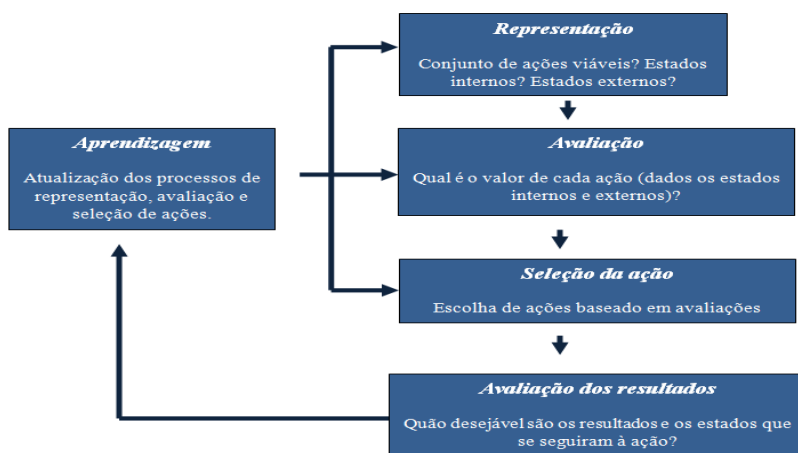 Representação
Conjunto de ações viáveis? Estados
internos? Estados externos?
Aprendizagem
Atualização dos processos de
representação, avaliação e
seleção de ações.
Avaliação
Qual é o valor de cada ação (dados os estados
internos e externos)?
Seleção da ação
Escolha de ações baseado em avaliações
Avaliação dos resultados
Quão desejável são os resultados e os estados que
se seguiram à ação?